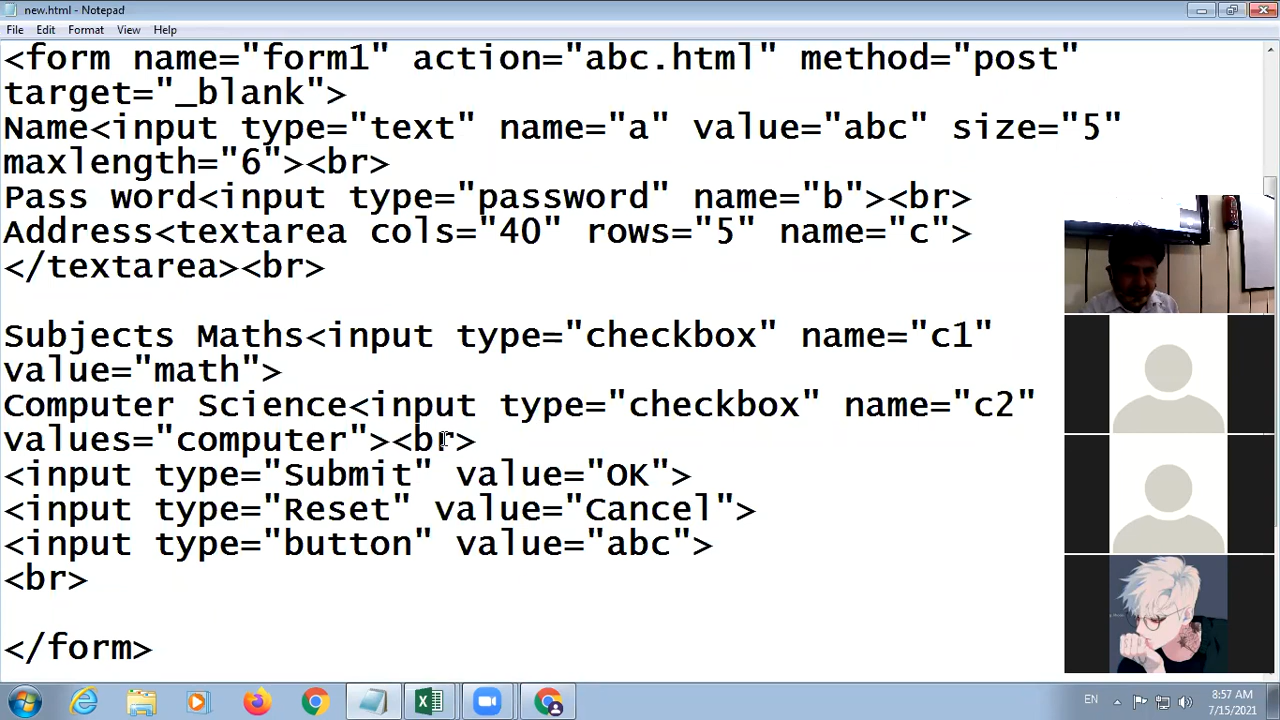 new.html - Notepad
File Edit Format View Help
<form name="form1" action="abc.html" method="post"
target="_blank">
Name<input type="text" name="a" value="abc" size="5"
maxlength="6"><br>
Pass word<input type="password" name="b"><br>
Address<textarea cols="40" rows="5" name="c">
</textarea><br>
Subjects Maths<input type="checkbox" name="c1"
value="math">
Computer Science<input type="checkbox" name="c2"
values="computer"><br>
<input type="Submit" value="OK">
<input type="Reset" value="Cancel">
<input type="button" value="abc">
<br>
</form>
EN
8:57 AM
7/15/2021